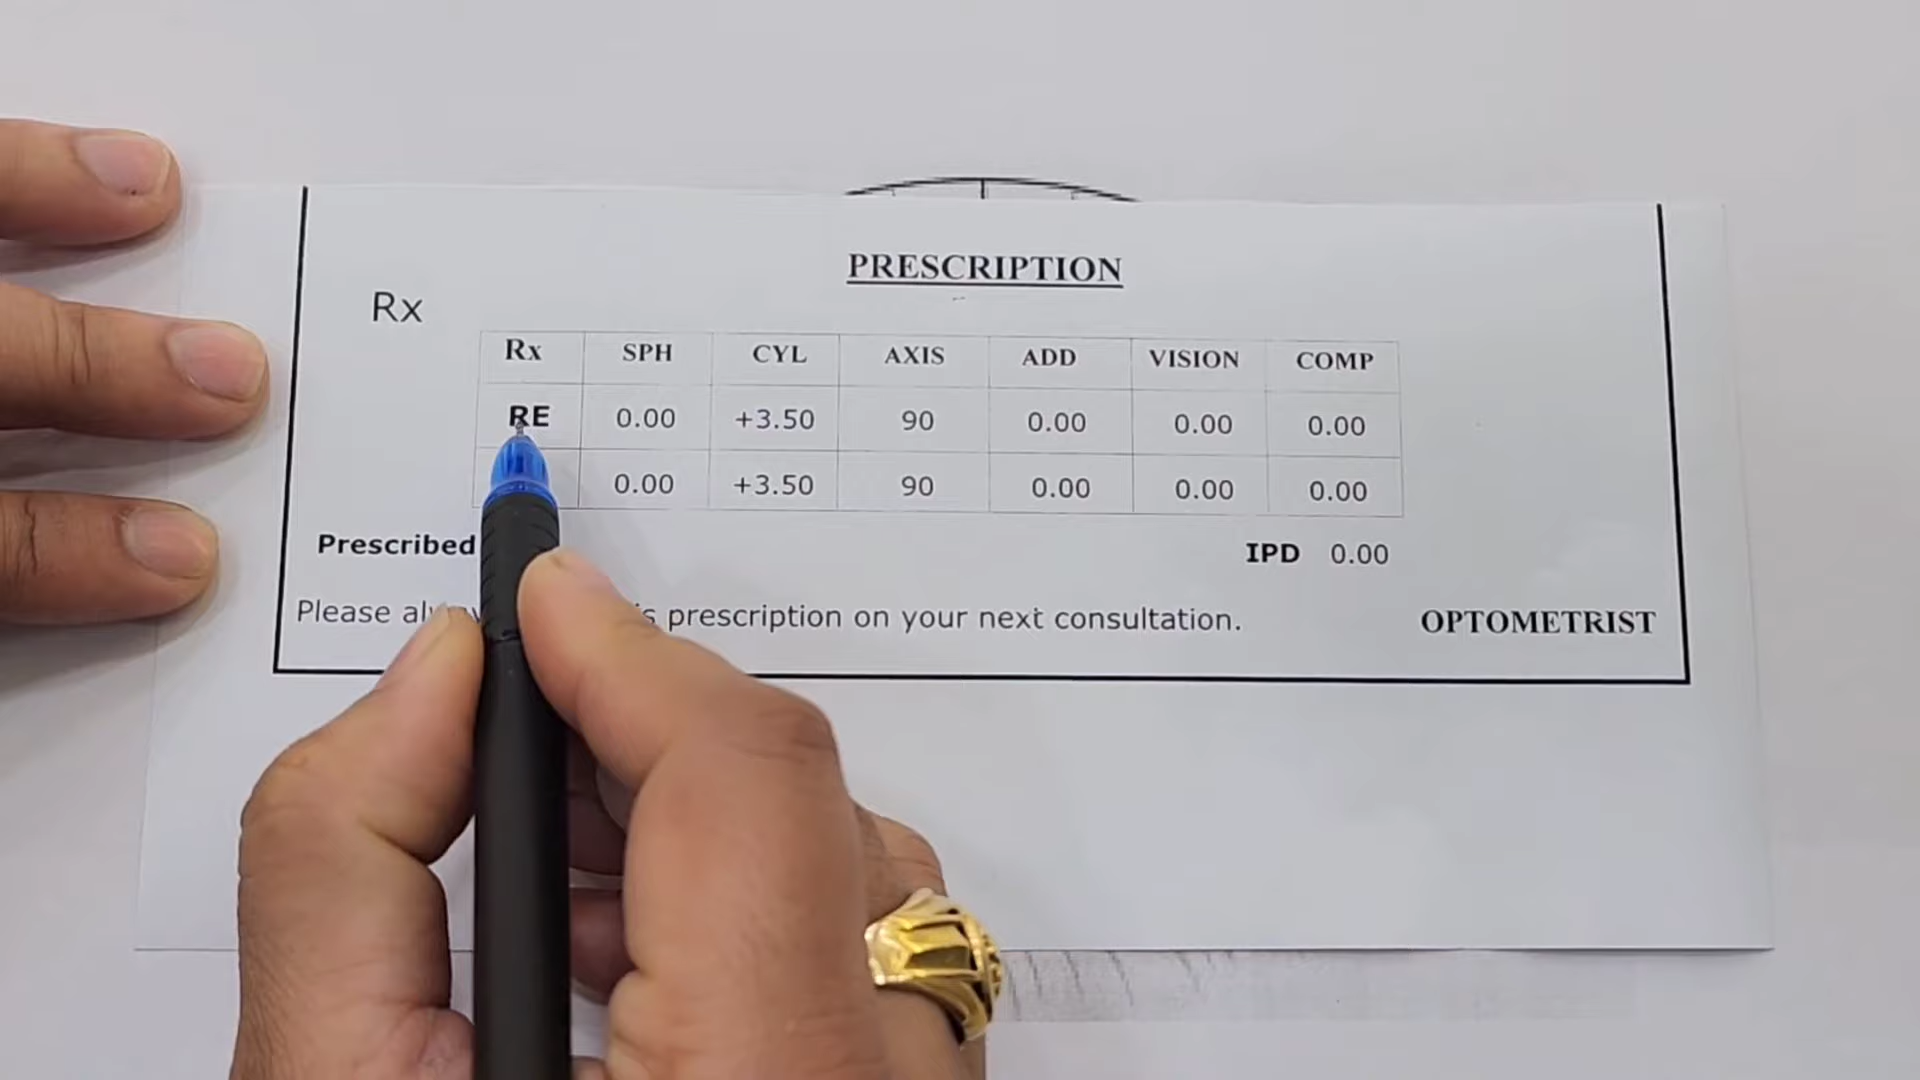 PRESCRIPTION
Rx
Rx SPH CYL AXIS ADD VISION COMP
RE 0.00 +3.50 90 0.00 0.00 0.00
0.00 +3.50 90 0.00 0.00 0.00
Prescribed IPD 0.00
Please prescription on your next consultation. OPTOMETRIST